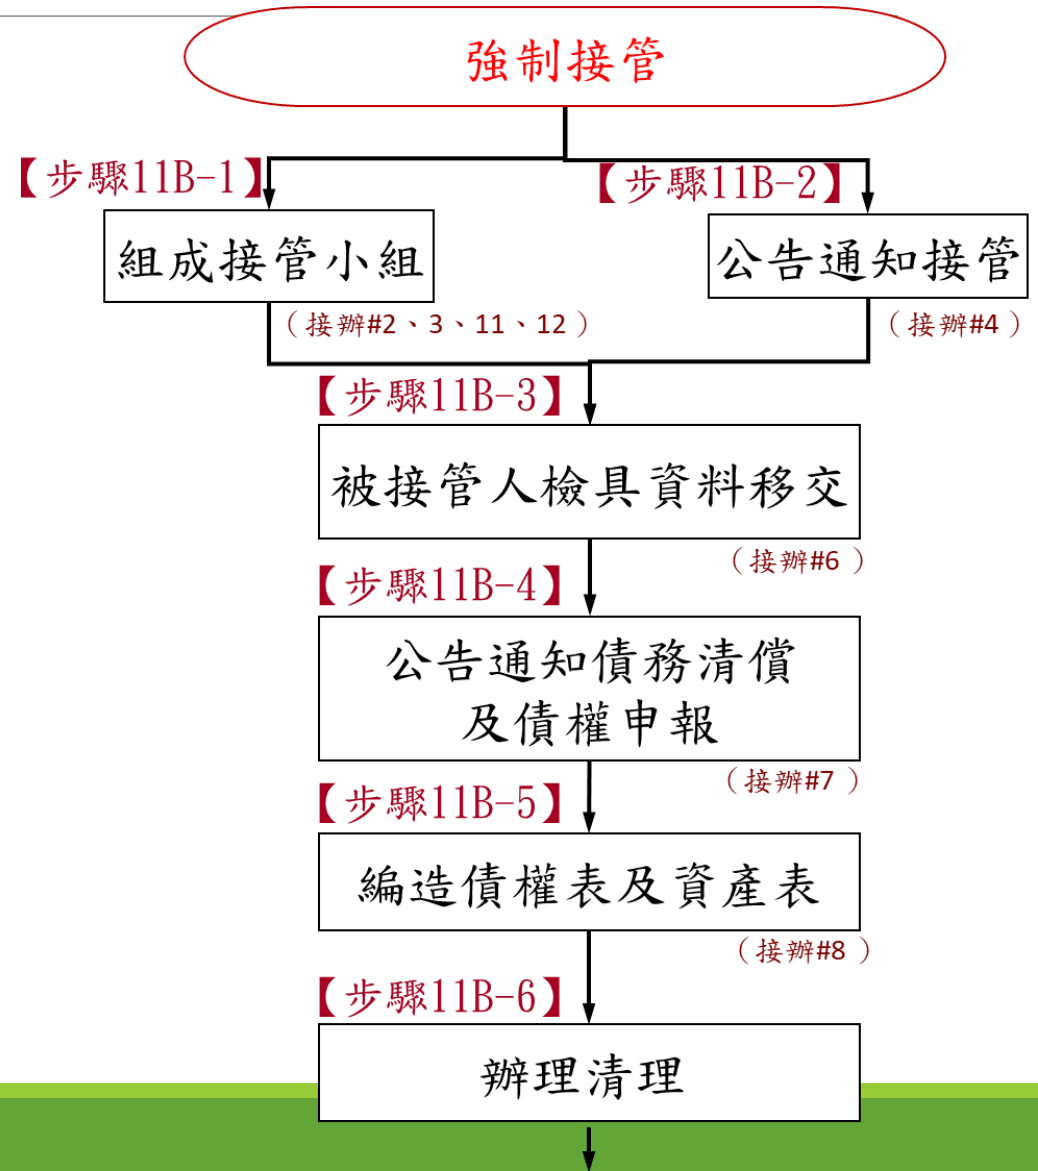 強制接管
【步驟11B-1】
【步驟11B-2】
組成接管小組
公告通知接管
（接辦#2、3、11、12）
（接辦#4）
【步驟11B-3】
被接管人檢具資料移交
（接辦#6）
【步驟11B-4】
公告通知債務清償
及債權申報
（接辦#7）
【步驟11B-5】
編造債權表及資產表
（接辦#8）
【步驟11B-6】
辦理清理